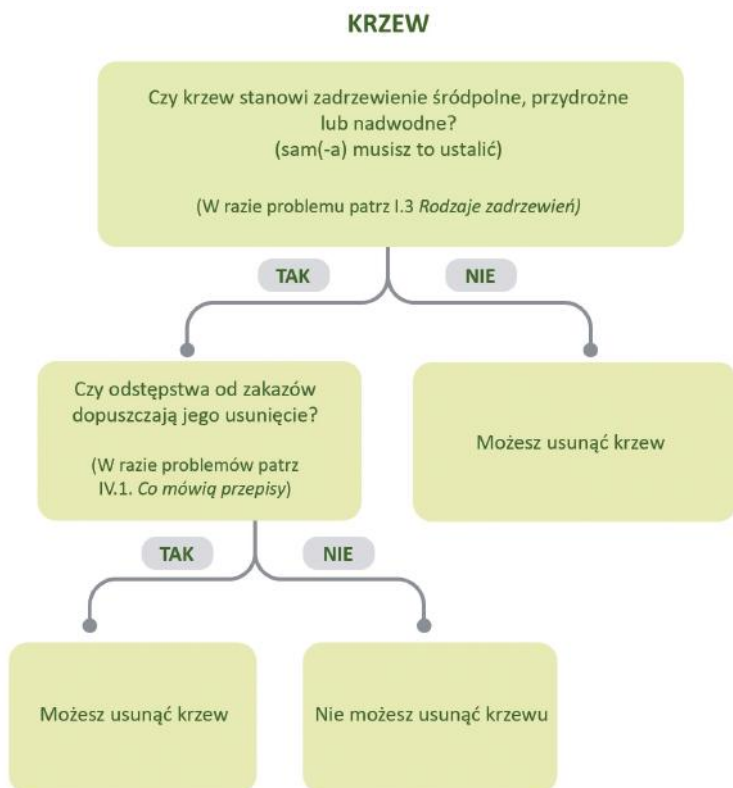 KRZEW
Czy krzew stanowi zadrzewienie śródpolne, przydrożne
lub nadwodne?
(sam(-a) musisz to ustalić)
(W razie problemu patrz I.3 Rodzaje zadrzewień)
TAK
NIE
Czy odstępstwa od zakazów
dopuszczają jego usunięcie?
(W razie problemów patrz
IV.1. Co mówią przepisy)
Możesz usunąć krzew
TAK
NIE
Możesz usunąć krzew
Nie możesz usunąć krzewu